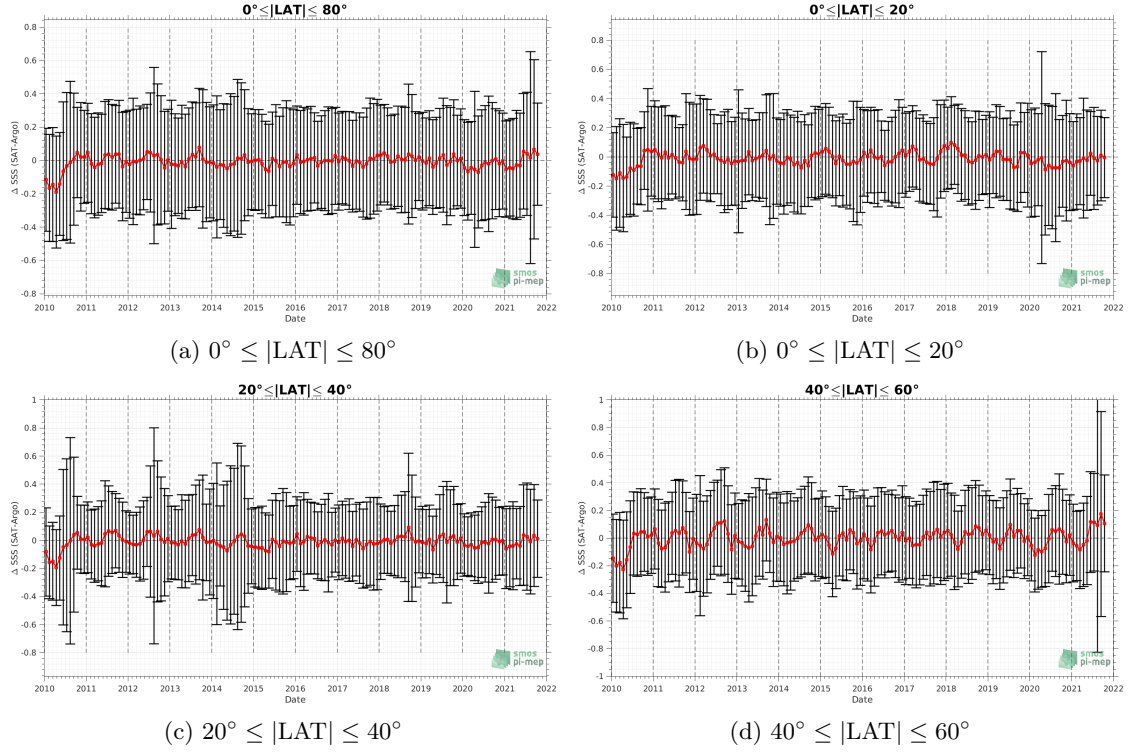 0°≤|LAT|≤ 80°
0.8
0.6
0.4
0.2
0
-0.2
-0.4
-0.6
-0.8
Δ SSS (SAT-Argo)
2010 2011 2012 2013 2014 2015 2016 2017 2018 2019 2020 2021 2022
Date
smos
pi-mep
(a) 0° ≤ |LAT| ≤ 80°
0°≤|LAT|≤ 20°
0.8
0.6
0.4
0.2
0
-0.2
-0.4
-0.6
-0.8
Δ SSS (SAT-Argo)
2010 2011 2012 2013 2014 2015 2016 2017 2018 2019 2020 2021 2022
Date
smos
pi-mep
(b) 0° ≤ |LAT| ≤ 20°
20°≤|LAT|≤ 40°
1
0.8
0.6
0.4
0.2
0
-0.2
-0.4
-0.6
-0.8
Δ SSS (SAT-Argo)
2010 2011 2012 2013 2014 2015 2016 2017 2018 2019 2020 2021 2022
Date
smos
pi-mep
(c) 20° ≤ |LAT| ≤ 40°
40°≤|LAT|≤ 60°
1
0.8
0.6
0.4
0.2
0
-0.2
-0.4
-0.6
-0.8
-1
Δ SSS (SAT-Argo)
2010 2011 2012 2013 2014 2015 2016 2017 2018 2019 2020 2021 2022
Date
smos
pi-mep
(d) 40° ≤ |LAT| ≤ 60°